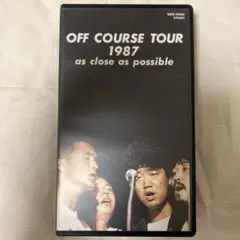 OFF COURSE TOUR
1987
as close as possible